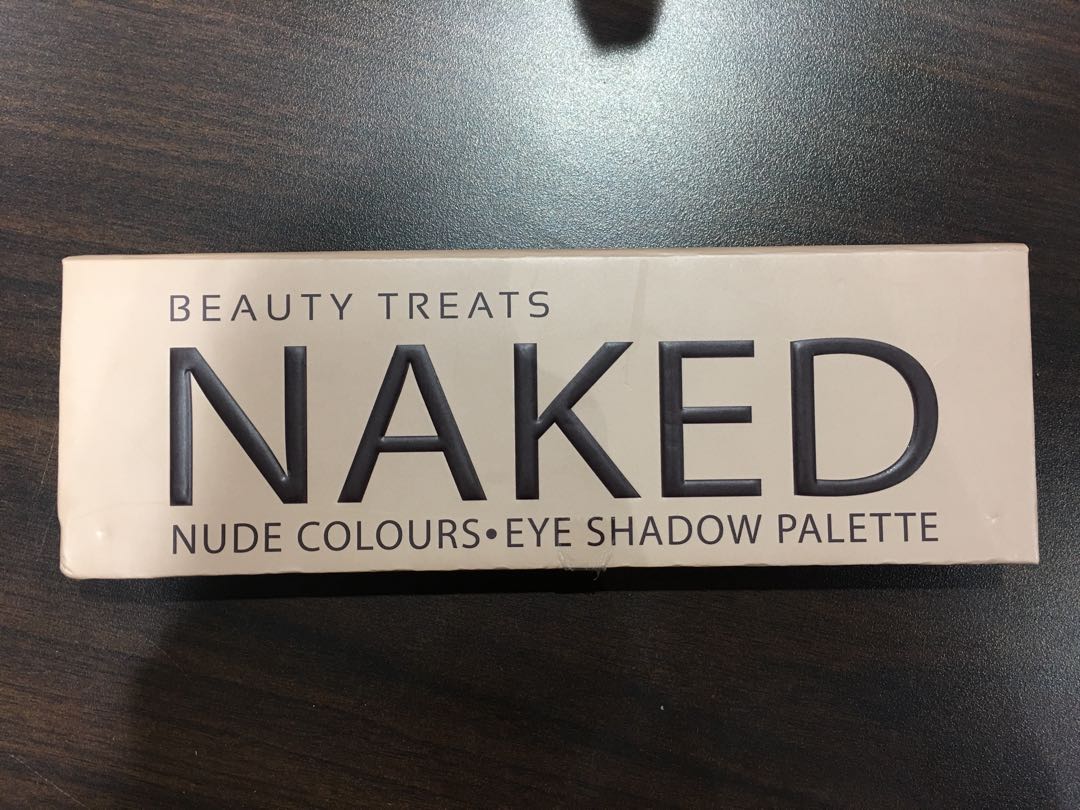 BEAUTY TREATS
NAKED
NUDE COLOURS•EYE SHADOW PALETTE